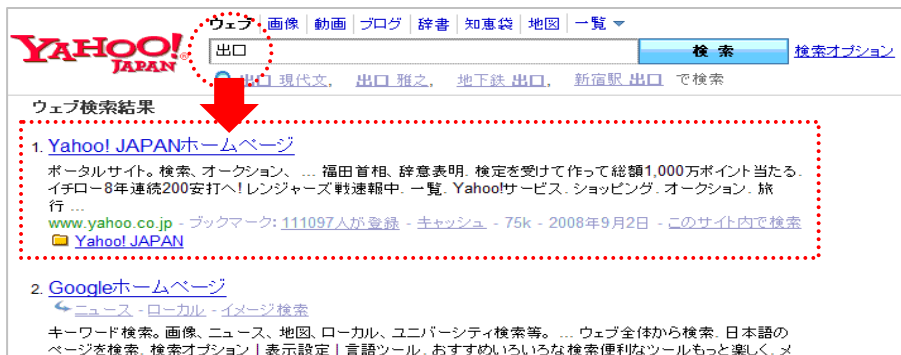 ウェブ 画像 動画 ブログ 辞書 知恵袋 地図 一覧
YAHOO!
JAPAN
出口
検索
検索オプション
出口 現代文, 出口 雅之, 地下鉄 出口, 新宿駅 出口 で検索
ウェブ検索結果
1. Yahoo! JAPANホームページ
ポータルサイト。検索、オークション、 ... 福田首相、辞意表明. 検定を受けて作って総額1,000万ポイント当たる.
イチロー8年連続200安打へ! レンジャーズ戦速報中. 一覧. Yahoo!サービス. ショッピング. オークション. 旅
行 ...
www.yahoo.co.jp - ブックマーク: 111097人が登録 - キャッシュ - 75k - 2008年9月2日 - このサイト内で検索
Yahoo! JAPAN
2. Googleホームページ
ニュース - ローカル - イメージ検索
キーワード検索。画像、ニュース、地図、ローカル、ユニバーシティ検索等。 ... ウェブ全体から検索. 日本語の
ページを検索. 検索オプション | 表示設定 | 言語ツール. おすすめいろいろな検索便利なツールもっと楽しく. メ